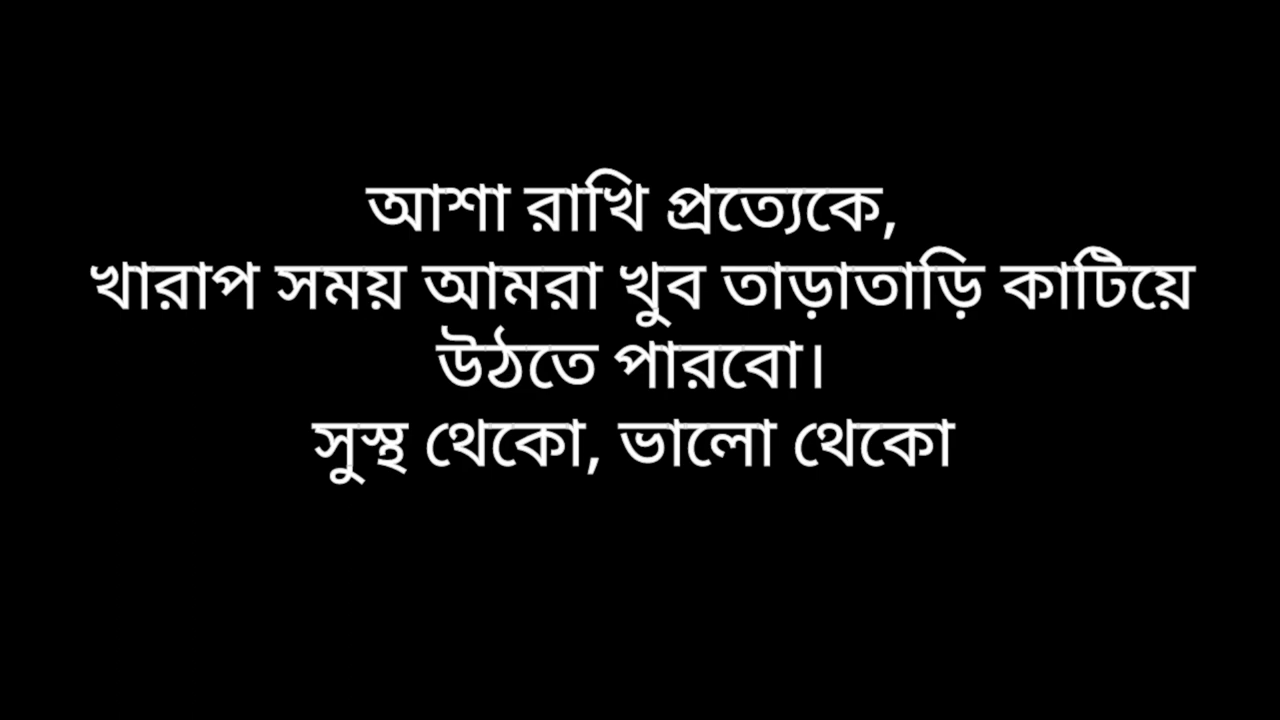 আশা রাখি প্রত্যেকে,
খারাপ সময় আমরা খুব তাড়াতাড়ি কাটিয়ে
উঠতে পারবো।
সুস্থ থেকো, ভালো থেকো